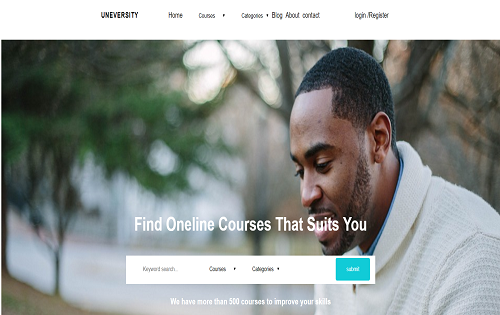 UNEVERSITY Home Courses Categories Blog About contact login /Register
Find Oneline Courses That Suits You
Keyword search.. Courses Categories submit
We have more than 500 courses to improve your skills